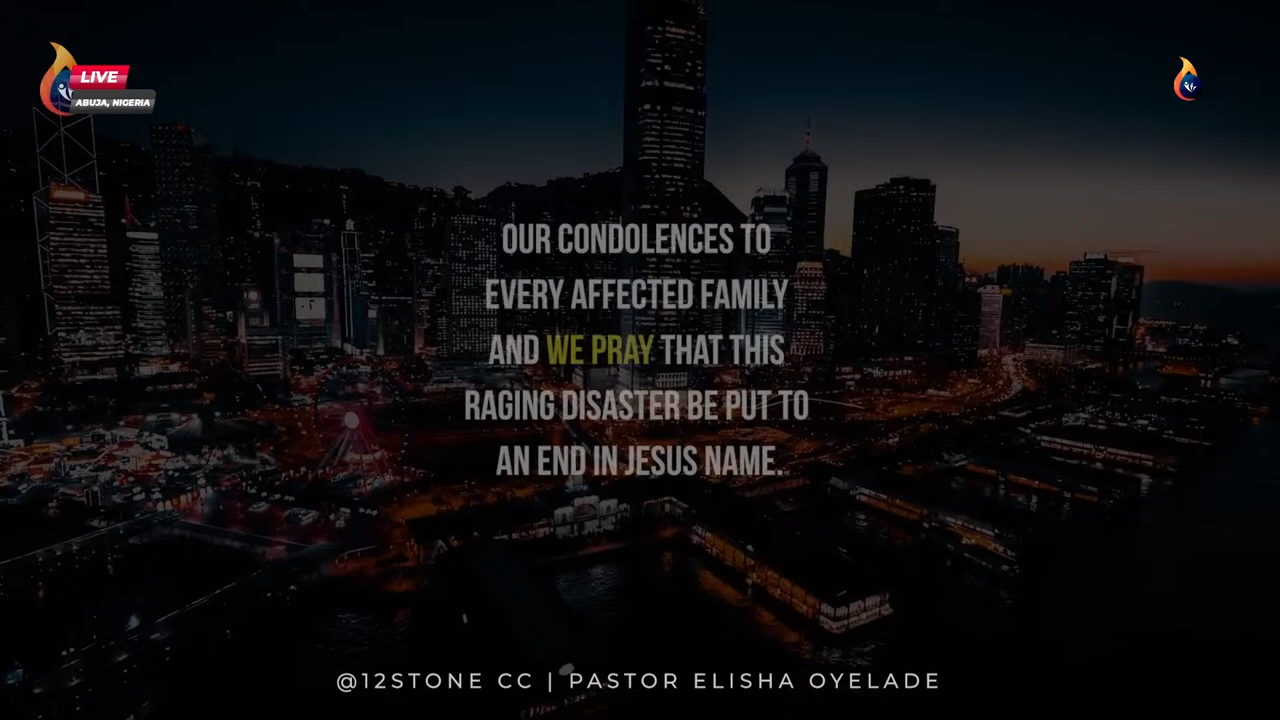 LIVE
ABUJA, NIGERIA
OUR CONDOLENCES TO
EVERY AFFECTED FAMILY
AND WE PRAY THAT THIS
RAGING DISASTER BE PUT TO
AN END IN JESUS NAME..
@12STONE CC | PASTOR ELISHA OYELADE